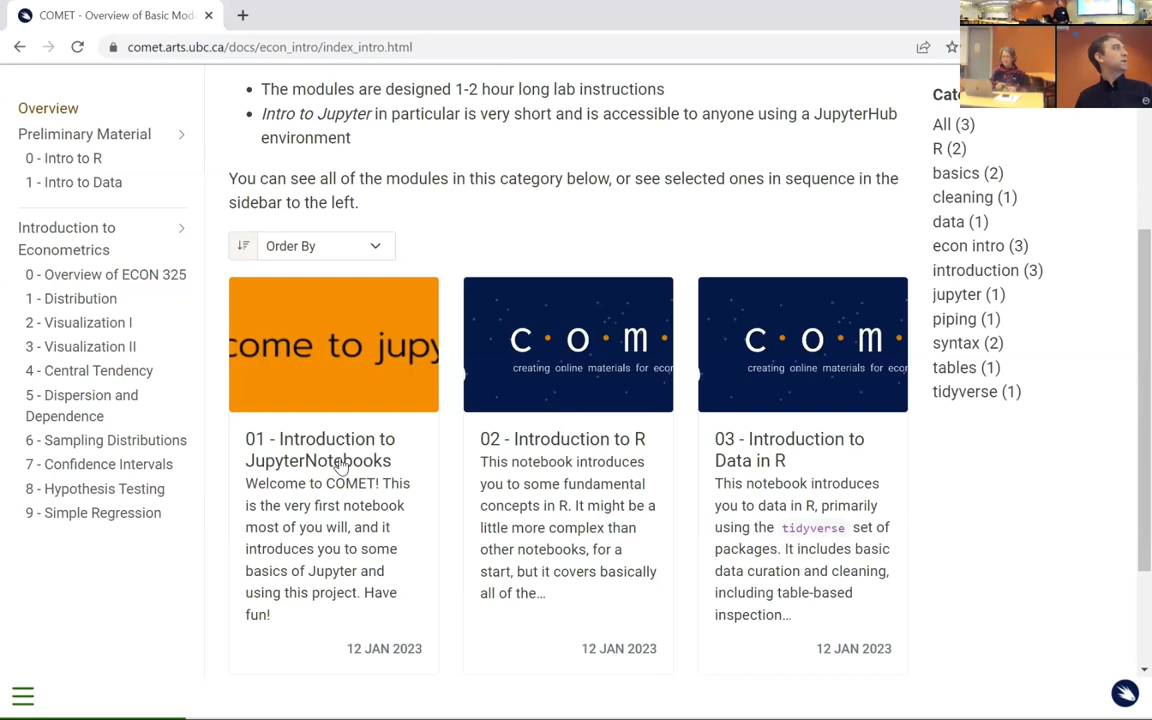 COMET - Overview of Basic Mod
comet.arts.ubc.ca/docs/econ_intro/index_intro.html
Overview
Preliminary Material
0 - Intro to R
1 - Intro to Data
Introduction to
Econometrics
0 - Overview of ECON 325
1 - Distribution
2 - Visualization I
3 - Visualization II
4 - Central Tendency
5 - Dispersion and
Dependence
6 - Sampling Distributions
7 - Confidence Intervals
8 - Hypothesis Testing
9 - Simple Regression
The modules are designed 1-2 hour long lab instructions
Intro to Jupyter in particular is very short and is accessible to anyone using a JupyterHub
environment
You can see all of the modules in this category below, or see selected ones in sequence in the
sidebar to the left.
Order By
come to jupy
01 - Introduction to
JupyterNotebooks
Welcome to COMET! This
is the very first notebook
most of you will, and it
introduces you to some
basics of Jupyter and
using this project. Have
fun!
12 JAN 2023
c·o·m·
creating online materials for econ
02 - Introduction to R
This notebook introduces
you to some fundamental
concepts in R. It might be a
little more complex than
other notebooks, for a
start, but it covers basically
all of the…
12 JAN 2023
c·o·m·
creating online materials for econ
03 - Introduction to
Data in R
This notebook introduces
you to data in R, primarily
using the tidyverse set of
packages. It includes basic
data curation and cleaning,
including table-based
inspection…
12 JAN 2023
Cat
All (3)
R (2)
basics (2)
cleaning (1)
data (1)
econ intro (3)
introduction (3)
jupyter (1)
piping (1)
syntax (2)
tables (1)
tidyverse (1)